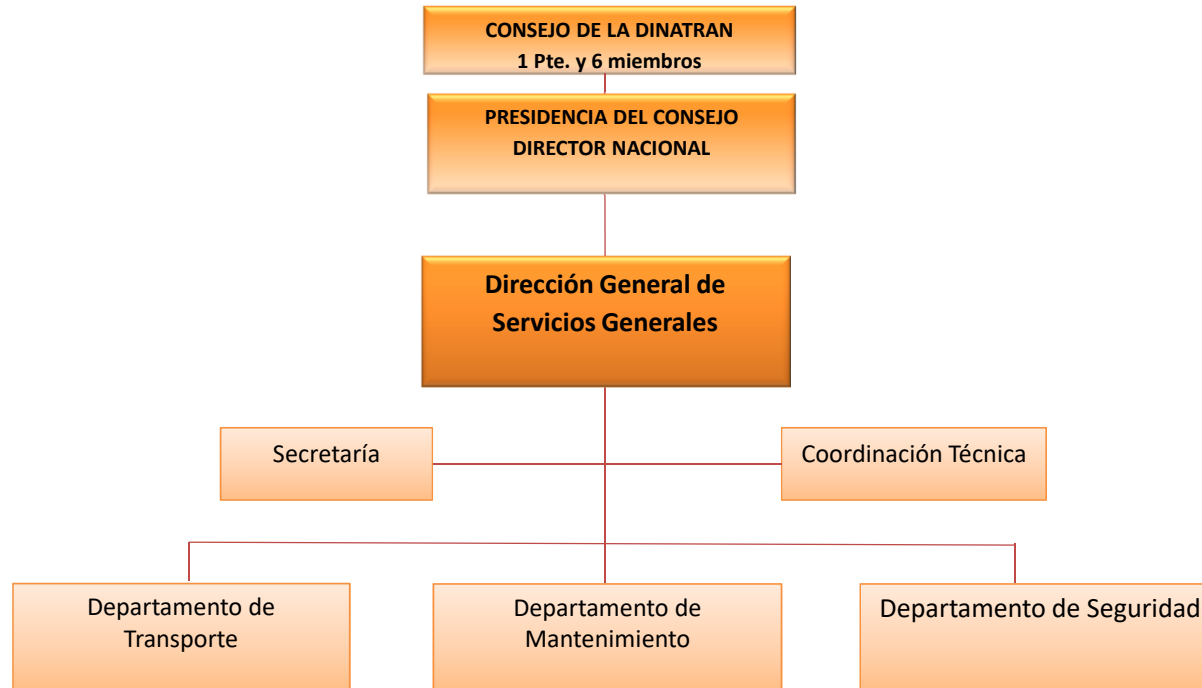 CONSEJO DE LA DINATRAN
1 Pte. y 6 miembros
PRESIDENCIA DEL CONSEJO
DIRECTOR NACIONAL
Dirección General de
Servicios Generales
Secretaría
Coordinación Técnica
Departamento de
Transporte
Departamento de
Mantenimiento
Departamento de Seguridad